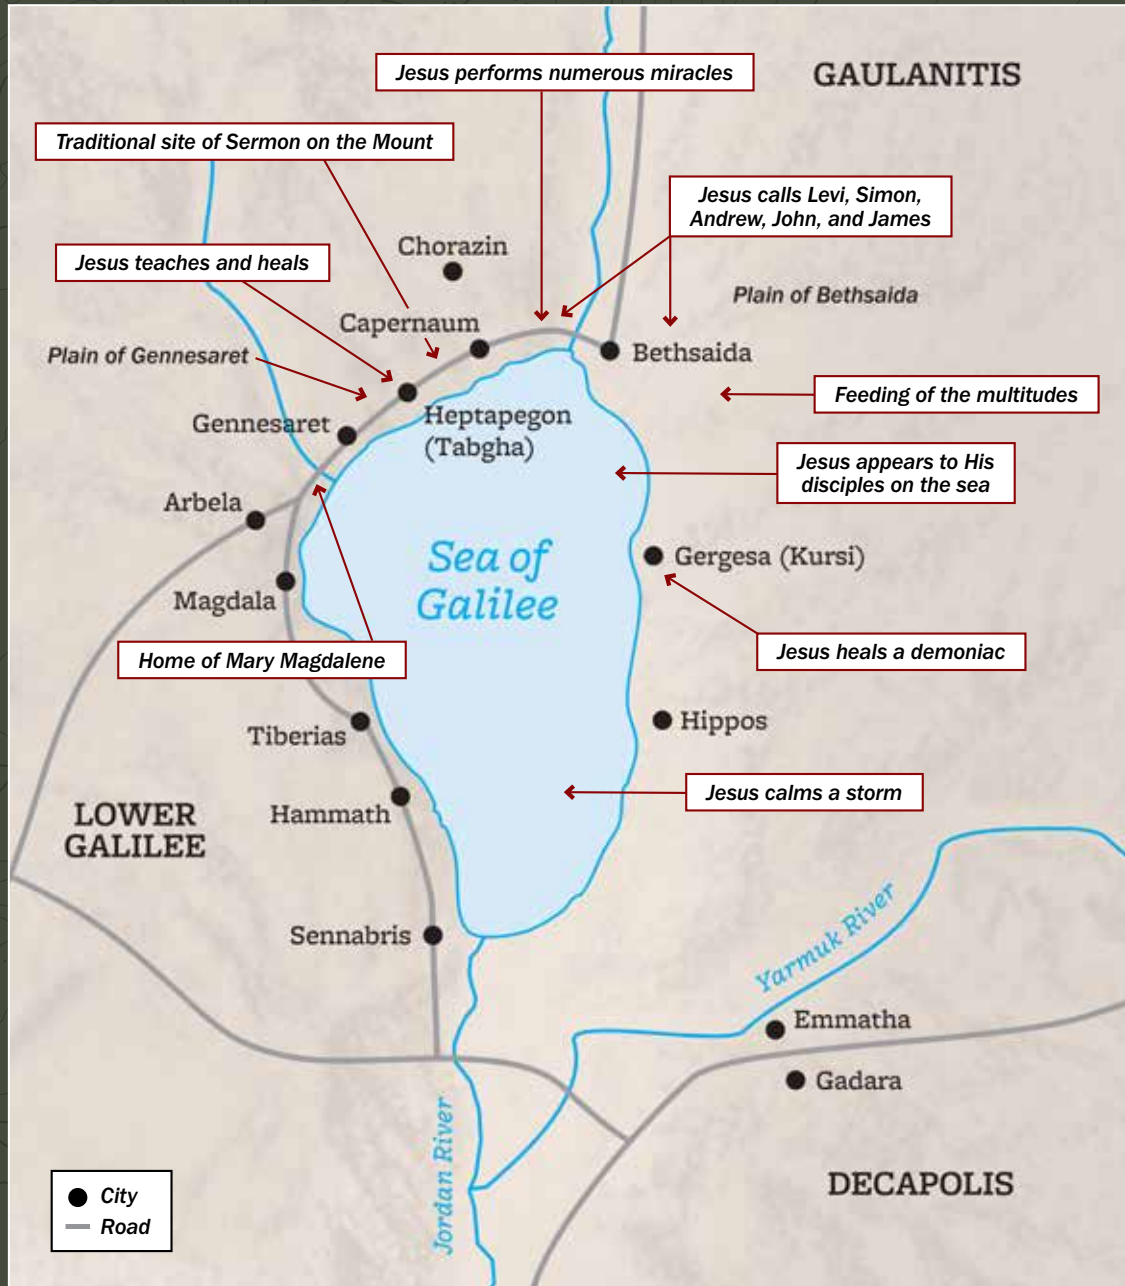 Jesus performs numerous miracles
GAULANITIS
Traditional site of Sermon on the Mount
Jesus calls Levi, Simon,
Andrew, John, and James
Chorazin
Jesus teaches and heals
Plain of Bethsaida
Capernaum
Plain of Gennesaret
Bethsaida
Feeding of the multitudes
Gennesaret
Heptapegon
(Tabgha)
Jesus appears to His
disciples on the sea
Arbela
Sea of
Galilee
Gergesa (Kursi)
Magdala
Home of Mary Magdalene
Jesus heals a demoniac
Tiberias
Hippos
Jesus calms a storm
Hammath
LOWER
GALILEE
Sennabris
Yarmuk River
Emmatha
Gadara
Jordan River
DECAPOLIS
City
Road